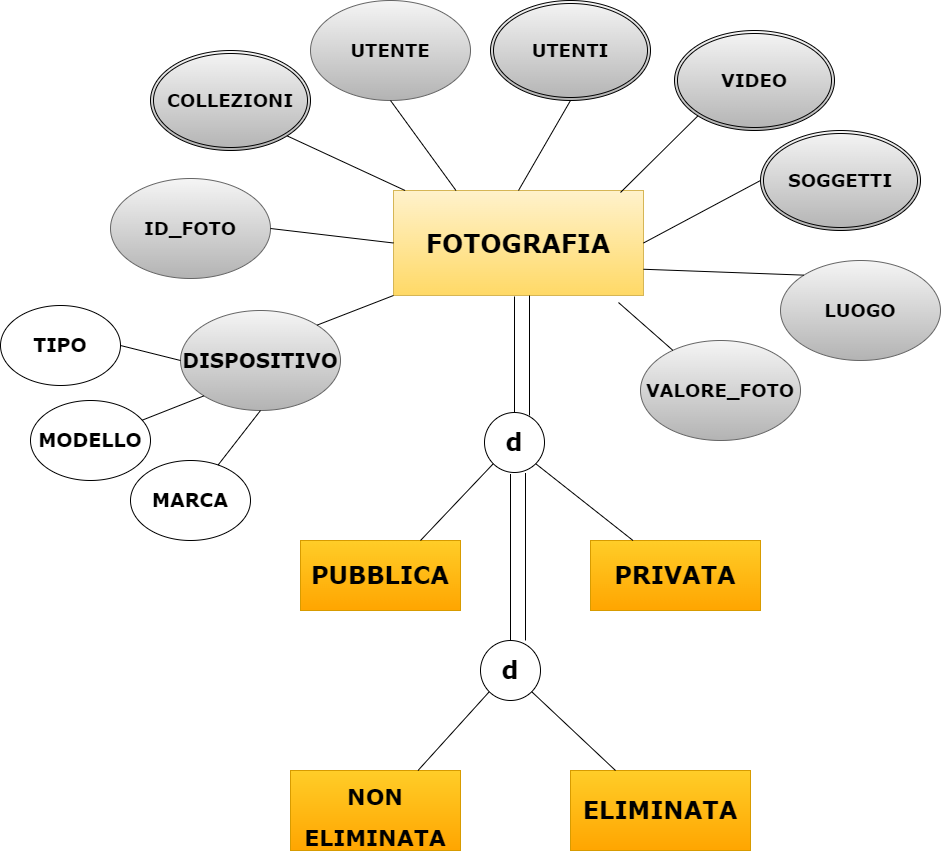 UTENTE
UTENTI
COLLEZIONI
VIDEO
SOGGETTI
ID_FOTO
FOTOGRAFIA
LUOGO
TIPO
DISPOSITIVO
VALORE_FOTO
MODELLO
MARCA
d
PUBBLICA
PRIVATA
d
NON
ELIMINATA
ELIMINATA